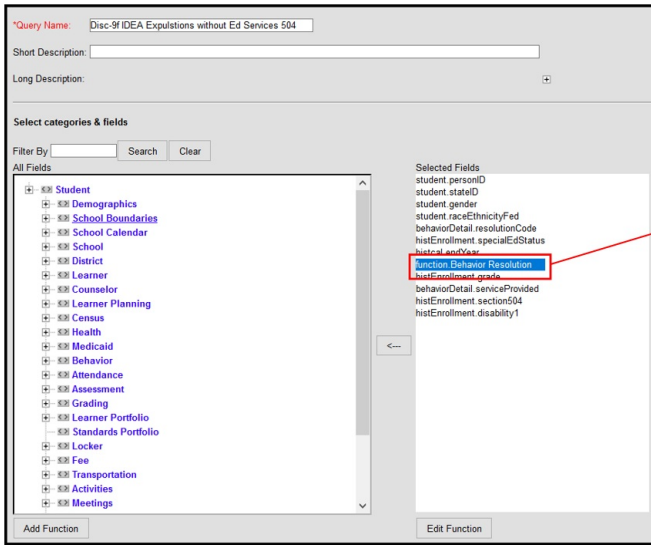 *Query Name: Disc-9f IDEA Expulstions without Ed Services 504
Short Description:
Long Description:
Select categories & fields
Filter By Search Clear
All Fields
Student
Demographics
School Boundaries
School Calendar
School
District
Learner
Counselor
Learner Planning
Census
Health
Medicaid
Behavior
Attendance
Assessment
Grading
Learner Portfolio
Standards Portfolio
Locker
Fee
Transportation
Activities
Meetings
Add Function
<---
Selected Fields
student.personID
student.stateID
student.gender
student.raceEthnicityFed
behaviorDetail.resolutionCode
histEnrollment.specialEdStatus
histcal.endYear
function.Behavior Resolution
histEnrollment.grade
behaviorDetail.serviceProvided
histEnrollment.section504
histEnrollment.disability1
Edit Function